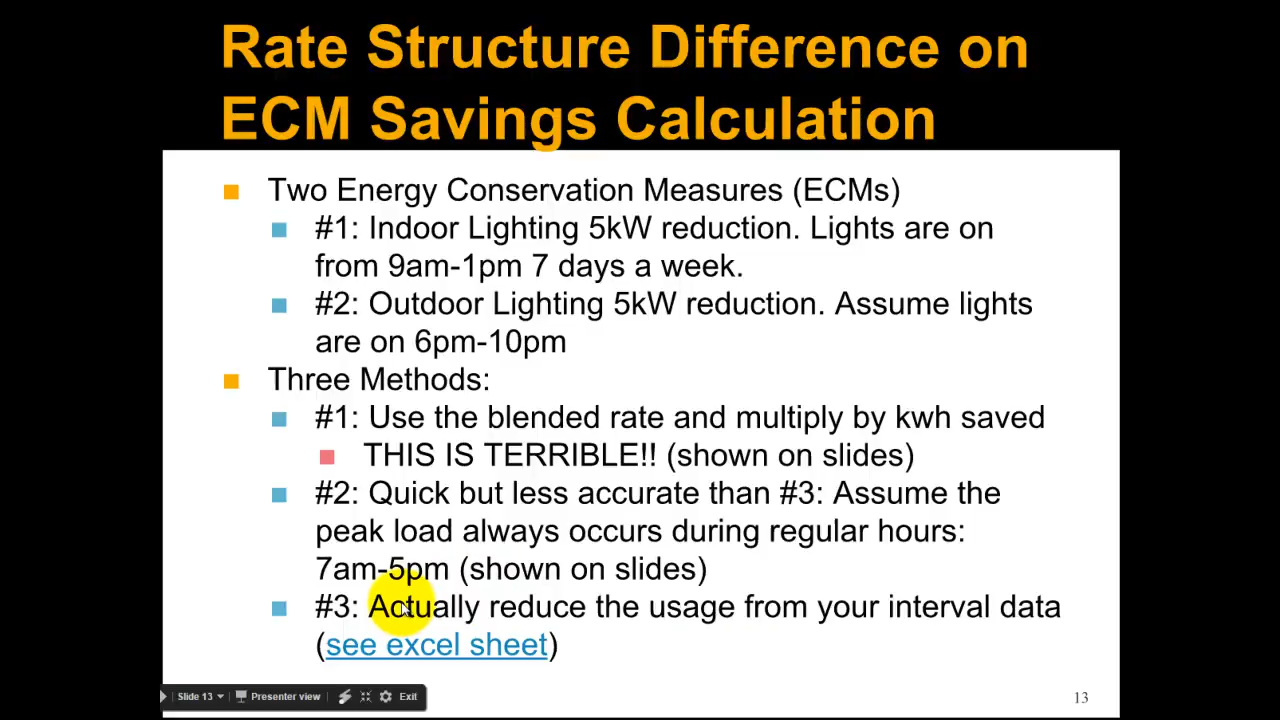 Rate Structure Difference on
ECM Savings Calculation
Two Energy Conservation Measures (ECMs)
#1: Indoor Lighting 5kW reduction. Lights are on
from 9am-1pm 7 days a week.
#2: Outdoor Lighting 5kW reduction. Assume lights
are on 6pm-10pm
Three Methods:
#1: Use the blended rate and multiply by kwh saved
THIS IS TERRIBLE!! (shown on slides)
#2: Quick but less accurate than #3: Assume the
peak load always occurs during regular hours:
7am-5pm (shown on slides)
#3: Actually reduce the usage from your interval data
(see excel sheet)
Slide 13 Presenter view Exit
13